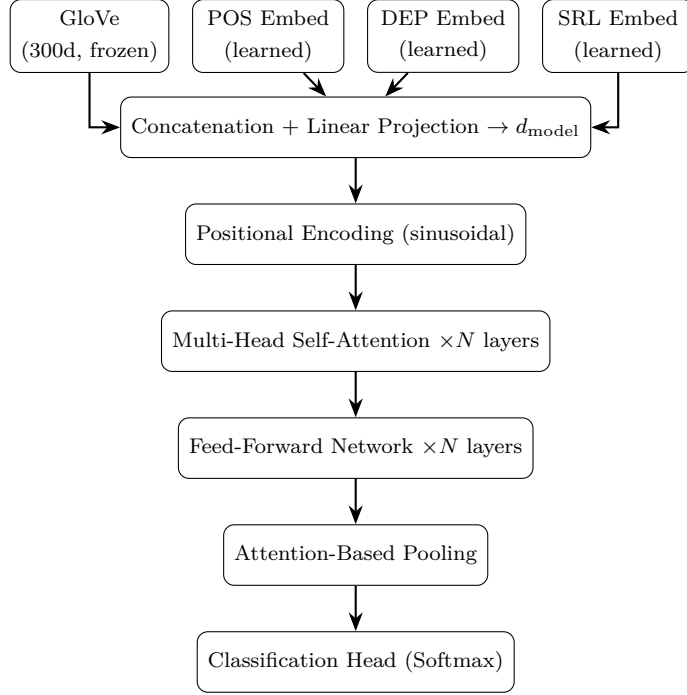 GloVe
(300d, frozen)
POS Embed
(learned)
DEP Embed
(learned)
SRL Embed
(learned)
Concatenation + Linear Projection → d_model
Positional Encoding (sinusoidal)
Multi-Head Self-Attention ×N layers
Feed-Forward Network ×N layers
Attention-Based Pooling
Classification Head (Softmax)